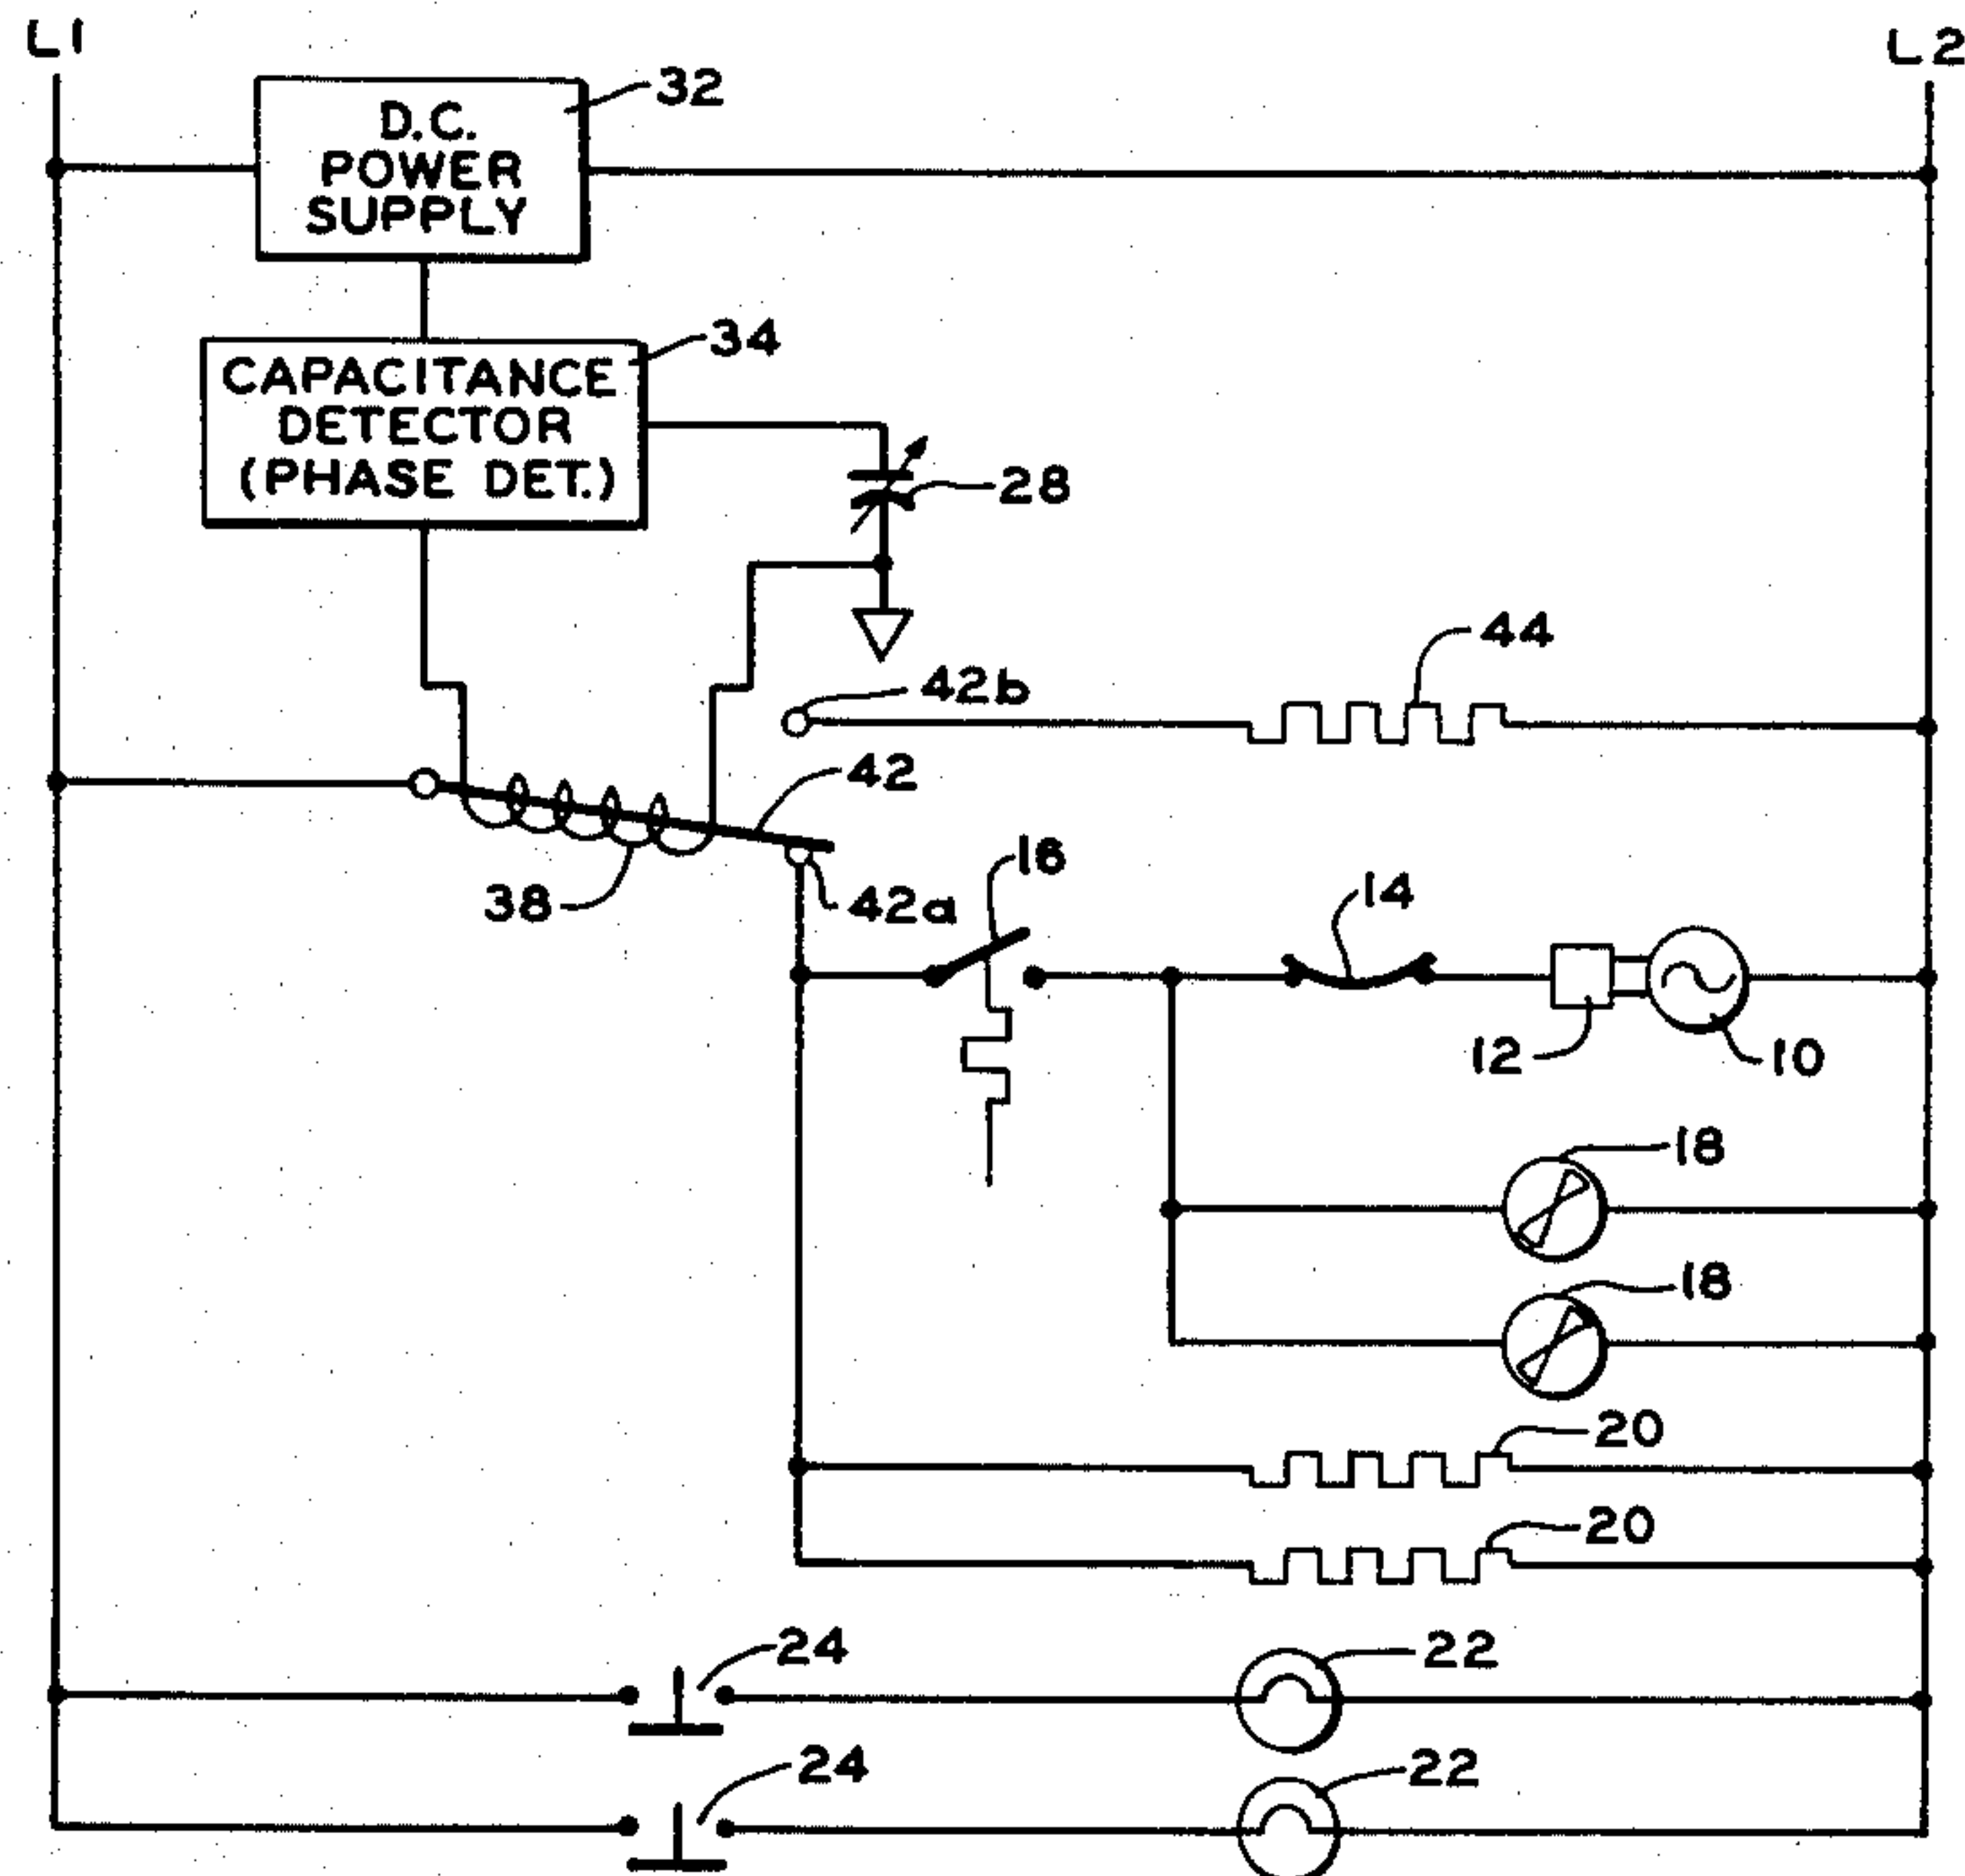 L1
L2
32
D.C.
POWER
SUPPLY
34
CAPACITANCE
DETECTOR
(PHASE DET.)
28
44
42b
42
16
14
38
42a
12
10
18
18
20
20
24
22
24
22